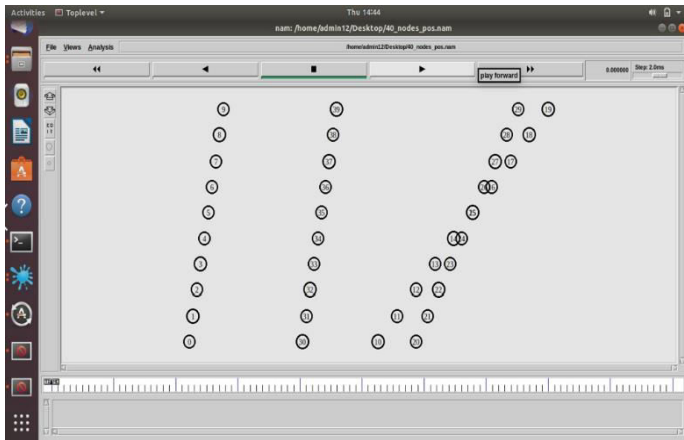 Activities Toplevel Thu 14:44
nam: /home/admin12/Desktop/40_nodes_pos.nam
File Views Analysis /home/admin12/Desktop/40_nodes_pos.nam
play forward 0.000000 Step: 2.0ms
9 39 29 19
8 38 28 18
7 37 27 17
6 36 26 16
5 35 25
4 34 14 24
3 33 13 23
2 32 12 22
1 31 11 21
0 30 10 20